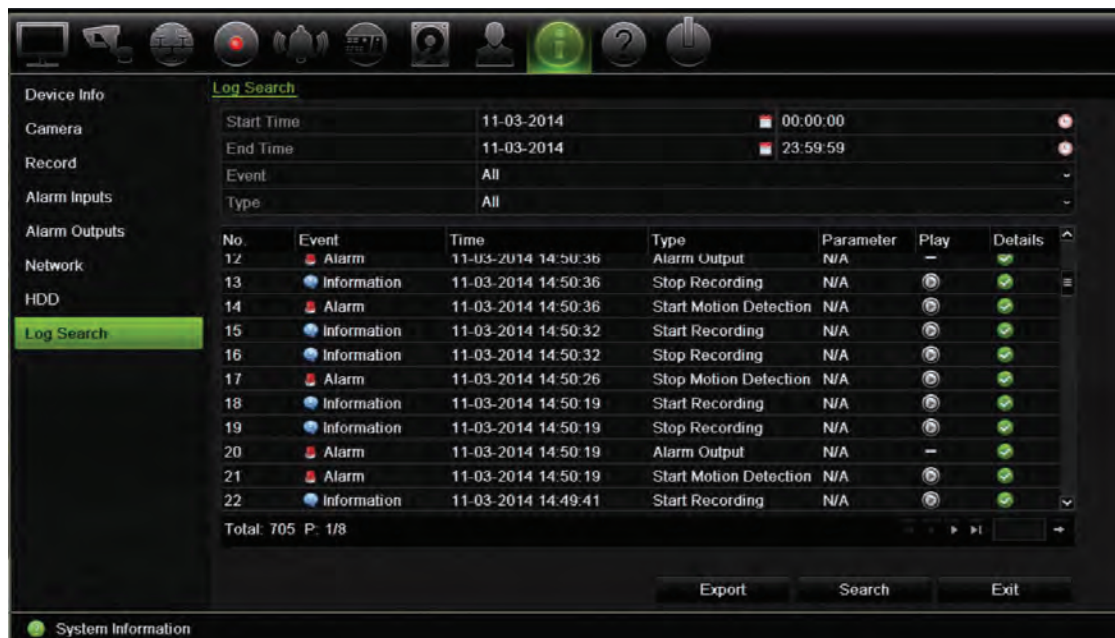 Log Search
Device Info
Camera
Record
Alarm Inputs
Alarm Outputs
Network
HDD
Log Search
Start Time 11-03-2014 00:00:00
End Time 11-03-2014 23:59:59
Event All
Type All
No. Event Time Type Parameter Play Details
12 Alarm 11-03-2014 14:50:36 Alarm Output N/A –
13 Information 11-03-2014 14:50:36 Stop Recording N/A
14 Alarm 11-03-2014 14:50:36 Start Motion Detection N/A
15 Information 11-03-2014 14:50:32 Start Recording N/A
16 Information 11-03-2014 14:50:32 Stop Recording N/A
17 Alarm 11-03-2014 14:50:26 Stop Motion Detection N/A
18 Information 11-03-2014 14:50:19 Start Recording N/A
19 Information 11-03-2014 14:50:19 Stop Recording N/A
20 Alarm 11-03-2014 14:50:19 Alarm Output N/A –
21 Alarm 11-03-2014 14:50:19 Start Motion Detection N/A
22 Information 11-03-2014 14:49:41 Start Recording N/A
Total: 705 P: 1/8
Export Search Exit
System Information